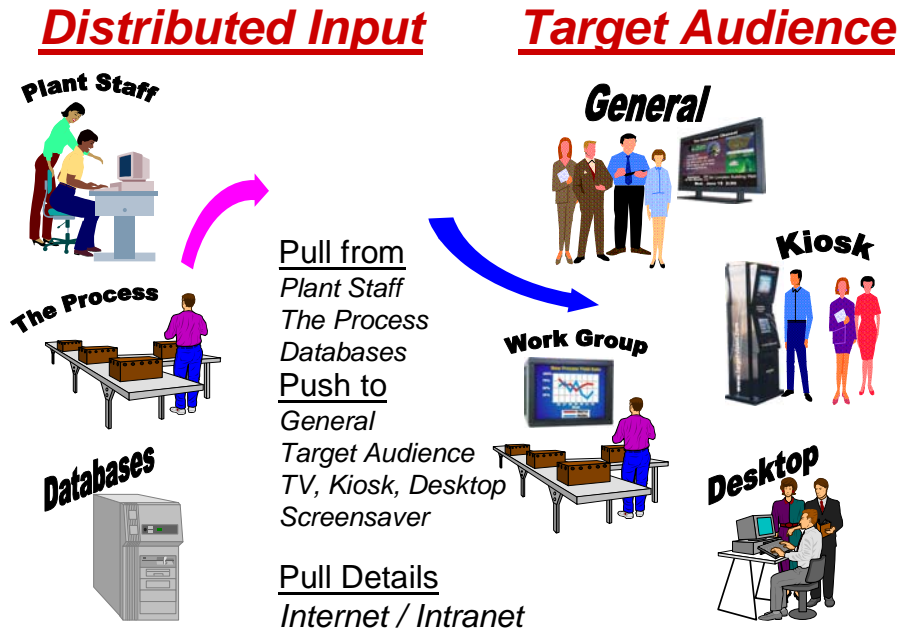 Distributed Input
Target Audience
Plant Staff
The Process
Databases
Pull from
Plant Staff
The Process
Databases
Push to
General
Target Audience
TV, Kiosk, Desktop
Screensaver
Pull Details
Internet / Intranet
General
Kiosk
Work Group
Desktop